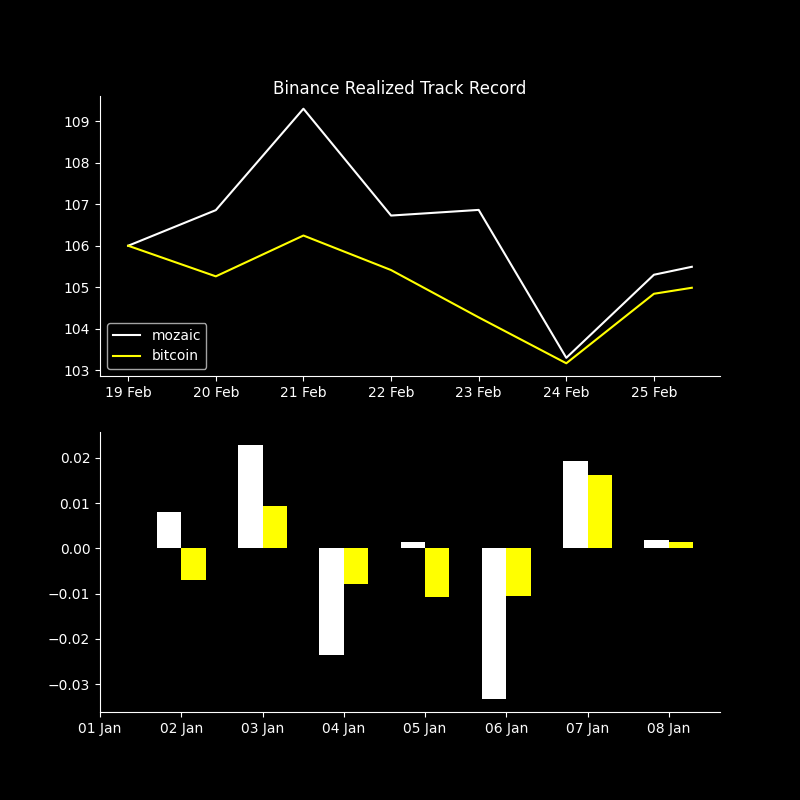 Binance Realized Track Record
109
108
107
106
105
104
103
mozaic
bitcoin
19 Feb 20 Feb 21 Feb 22 Feb 23 Feb 24 Feb 25 Feb
0.02
0.01
0.00
−0.01
−0.02
−0.03
01 Jan 02 Jan 03 Jan 04 Jan 05 Jan 06 Jan 07 Jan 08 Jan